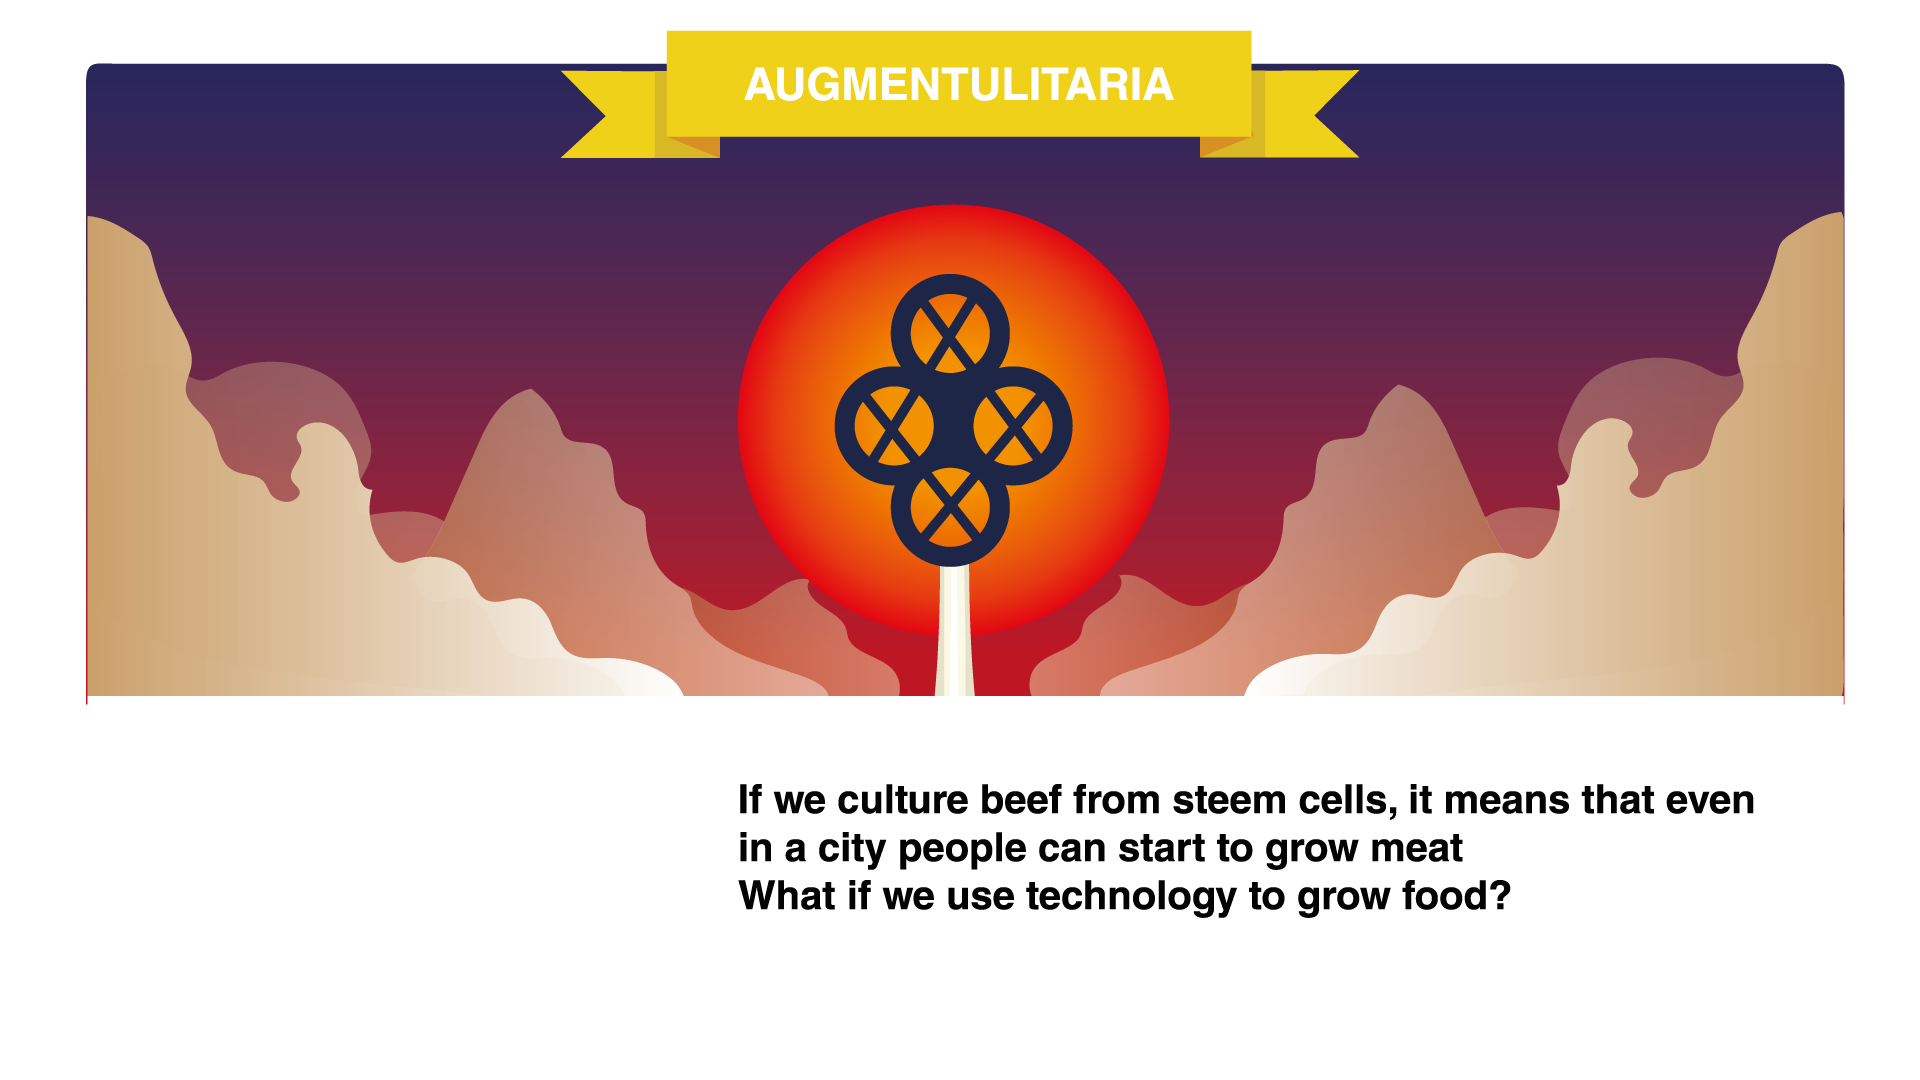 AUGMENTULITARIA
If we culture beef from steem cells, it means that even
in a city people can start to grow meat
What if we use technology to grow food?